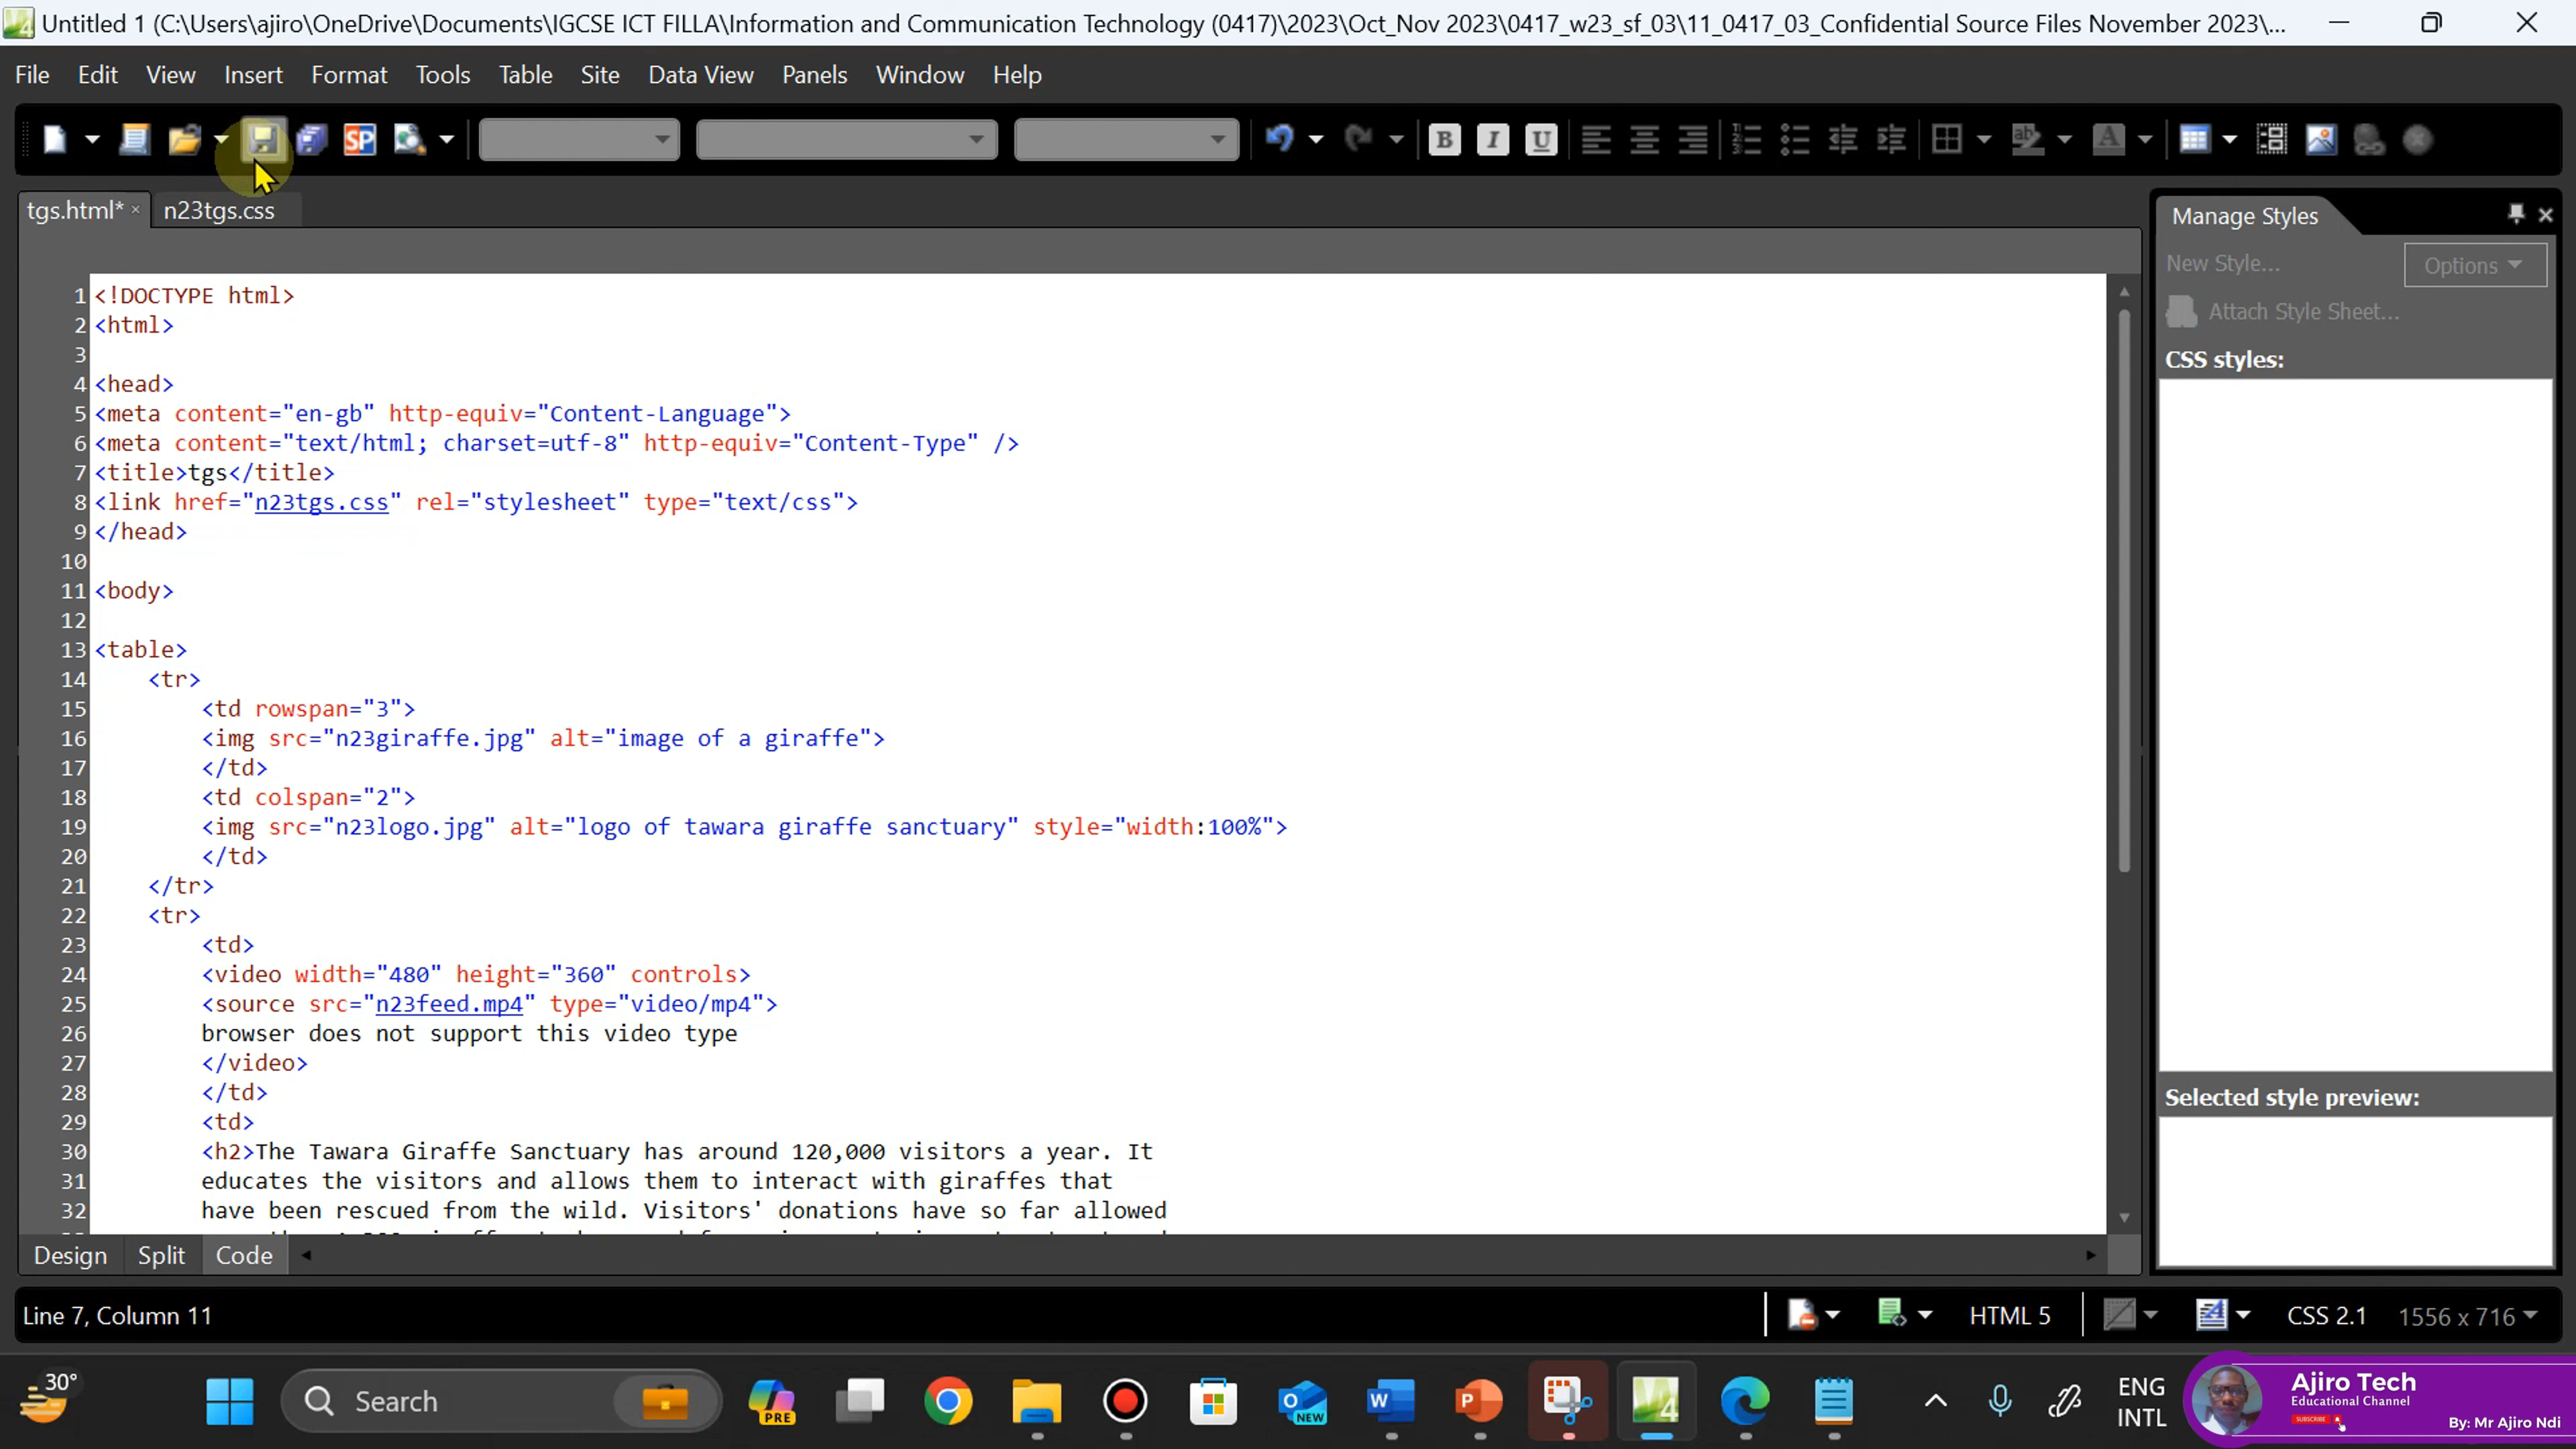 Untitled 1 (C:\Users\ajiro\OneDrive\Documents\IGCSE ICT FILLA\Information and Communication Technology (0417)\2023\Oct_Nov 2023\0417_w23_sf_03\11_0417_03_Confidential Source Files November 2023\...
File Edit View Insert Format Tools Table Site Data View Panels Window Help
tgs.html* × n23tgs.css
Manage Styles
New Style...
Options
Attach Style Sheet...
CSS styles:
1 <!DOCTYPE html>
2 <html>
3
4 <head>
5 <meta content="en-gb" http-equiv="Content-Language">
6 <meta content="text/html; charset=utf-8" http-equiv="Content-Type" />
7 <title>tgs</title>
8 <link href="n23tgs.css" rel="stylesheet" type="text/css">
9 </head>
10
11 <body>
12
13 <table>
14 <tr>
15 <td rowspan="3">
16 <img src="n23giraffe.jpg" alt="image of a giraffe">
17 </td>
18 <td colspan="2">
19 <img src="n23logo.jpg" alt="logo of tawara giraffe sanctuary" style="width:100%">
20 </td>
21 </tr>
22 <tr>
23 <td>
24 <video width="480" height="360" controls>
25 <source src="n23feed.mp4" type="video/mp4">
26 browser does not support this video type
27 </video>
28 </td>
29 <td>
30 <h2>The Tawara Giraffe Sanctuary has around 120,000 visitors a year. It
31 educates the visitors and allows them to interact with giraffes that
32 have been rescued from the wild. Visitors' donations have so far allowed
Selected style preview:
Design Split Code
Line 7, Column 11
HTML 5
CSS 2.1
1556 x 716
30°
Search
PRE
NEW
ENG
INTL
Ajiro Tech
Educational Channel
SUBSCRIBE
By: Mr Ajiro Ndi